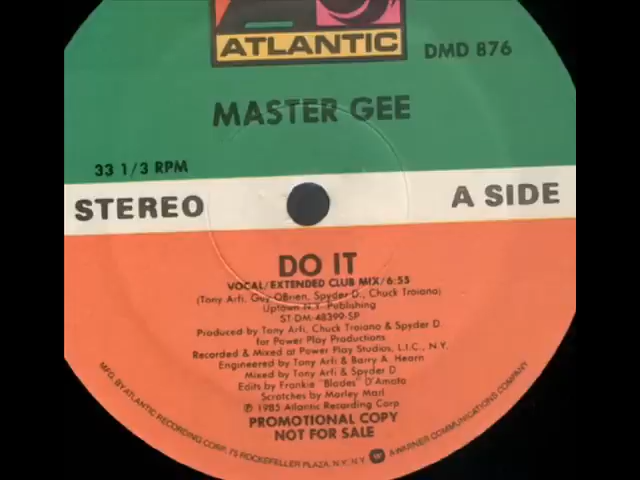 ATLANTIC
DMD 876
MASTER GEE
33 1/3 RPM
STEREO
A SIDE
DO IT
VOCAL/EXTENDED CLUB MIX/6:55
(Tony Arfi, Guy OBrien, Spyder D., Chuck Troiano)
Uptown N.Y. Publishing
ST-DM-48399-SP
Produced by Tony Arfi, Chuck Troiano & Spyder D.
for Power Play Productions
Recorded & Mixed at Power Play Studios, L.I.C., N.Y.
Engineered by Tony Arfi & Barry A. Hearn
Mixed by Tony Arfi & Spyder D
Edits by Frankie "Blades" D'Amato
Scratches by Marley Marl
℗ 1985 Atlantic Recording Corp
PROMOTIONAL COPY
NOT FOR SALE
MFG. BY ATLANTIC RECORDING CORP. 75 ROCKEFELLER PLAZA, N.Y. N.Y. A WARNER COMMUNICATIONS COMPANY